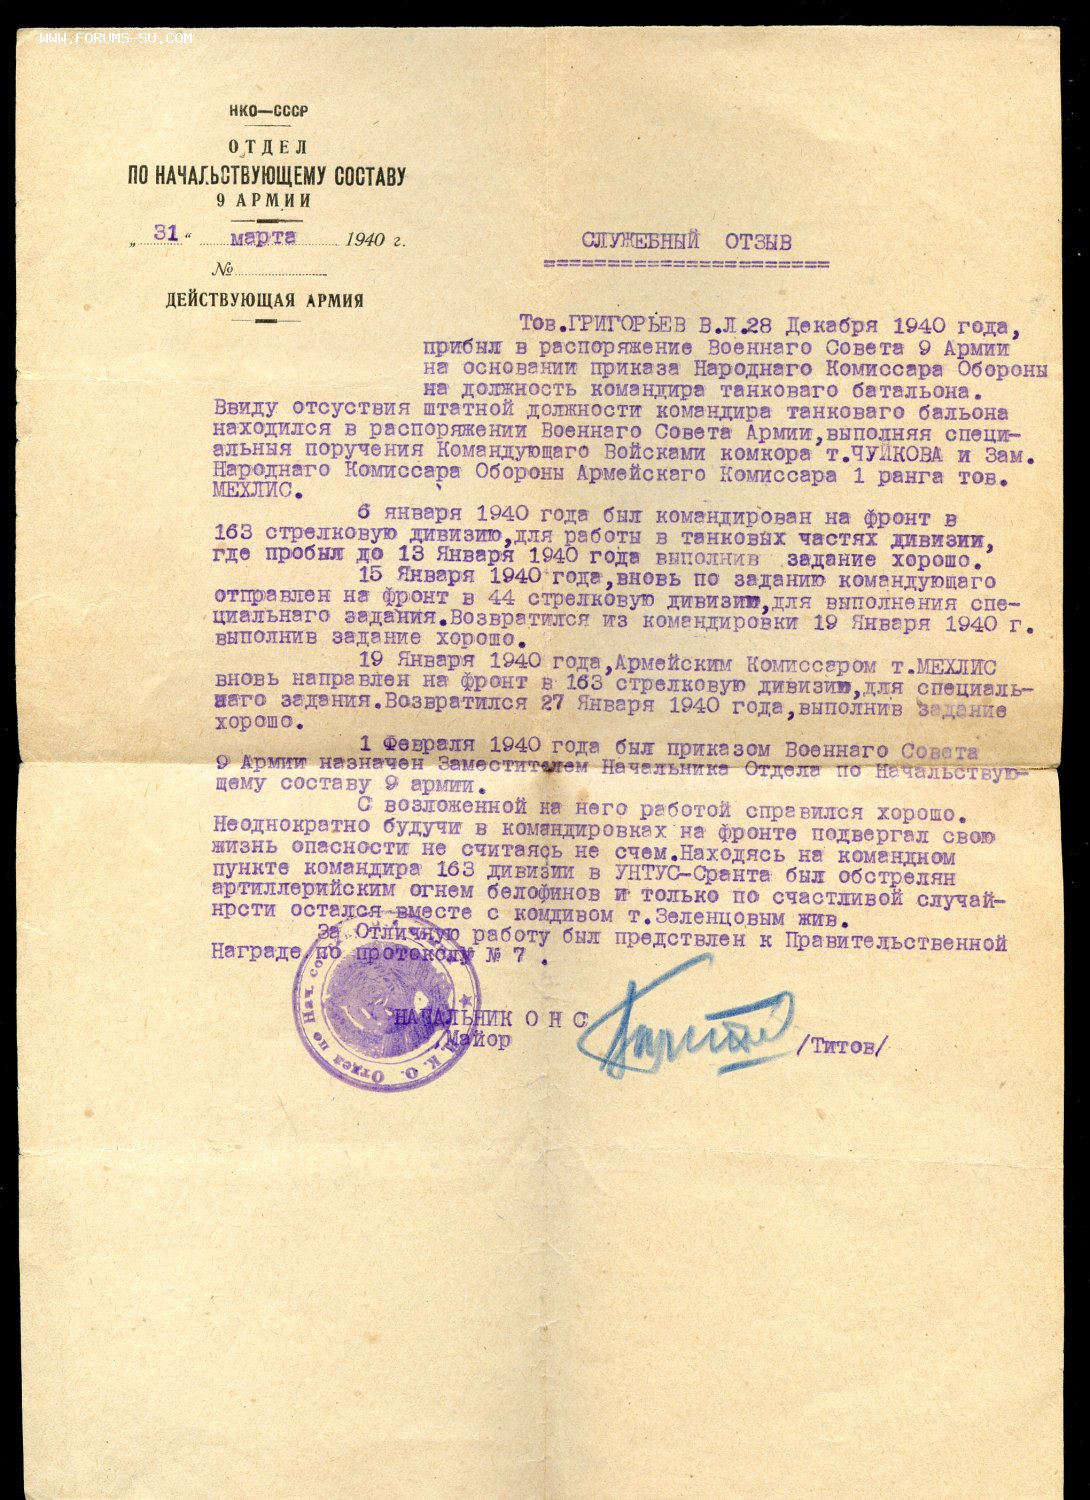 WWW.FORUMS-SU.COM
НКО—СССР
ОТДЕЛ
ПО НАЧАЛЬСТВУЮЩЕМУ СОСТАВУ
9 АРМИИ
„ 31 “ марта 1940 г.
№
ДЕЙСТВУЮЩАЯ АРМИЯ
СЛУЖЕБНЫЙ ОТЗЫВ
Тов.ГРИГОРЬЕВ В.Л.28 Декабря 1940 года,
прибыл в распоряжение Военнаго Совета 9 Армии
на основании приказа Народнаго Комиссара Обороны
на должность командира танковаго батальона.
Ввиду отсуствия штатной должности командира танковаго бальона
находился в распоряжении Военнаго Совета Армии,выполняя специ-
альныя поручения Командующаго Войсками комкора т.ЧУЙКОВА и Зам.
Народнаго Комиссара Обороны Армейскаго Комиссара 1 ранга тов.
МЕХЛИС.
6 января 1940 года был командирован на фронт в
163 стрелковую дивизию,для работы в танковых частях дивизии,
где пробыл до 13 Января 1940 года выполнив задание хорошо.
15 Января 1940 года,вновь по заданию командующаго
отправлен на фронт в 44 стрелковую дивизию,для выполнения спе-
циальнаго задания.Возвратился из командировки 19 Января 1940 г.
выполнив задание хорошо.
19 Января 1940 года,Армейским Комиссаром т.МЕХЛИС
вновь направлен на фронт в 163 стрелковую дивизию,для специаль-
наго задания.Возвратился 27 Января 1940 года,выполнив задание
хорошо.
1 Февраля 1940 года был приказом Военнаго Совета
9 Армии назначен Заместителем Начальника Отдела по Начальствую-
щему составу 9 армии.
С возложенной на него работой справился хорошо.
Неоднократно будучи в командировках на фронте подвергал свою
жизнь опасности не считаясь не счем.Находясь на командном
пункте командира 163 дивизии в УНТУС-Сранта был обстрелян
артиллерийским огнем белофинов и только по счастливой случай-
нрсти остался вместе с комдивом т.Зеленцовым жив.
За Отличную работу был предствлен к Правительственной
Награде по протоколу № 7 .
НАЧАЛЬНИК О Н С
/Майор
/Титов/
Н. К. О. Отдел по Нач. со